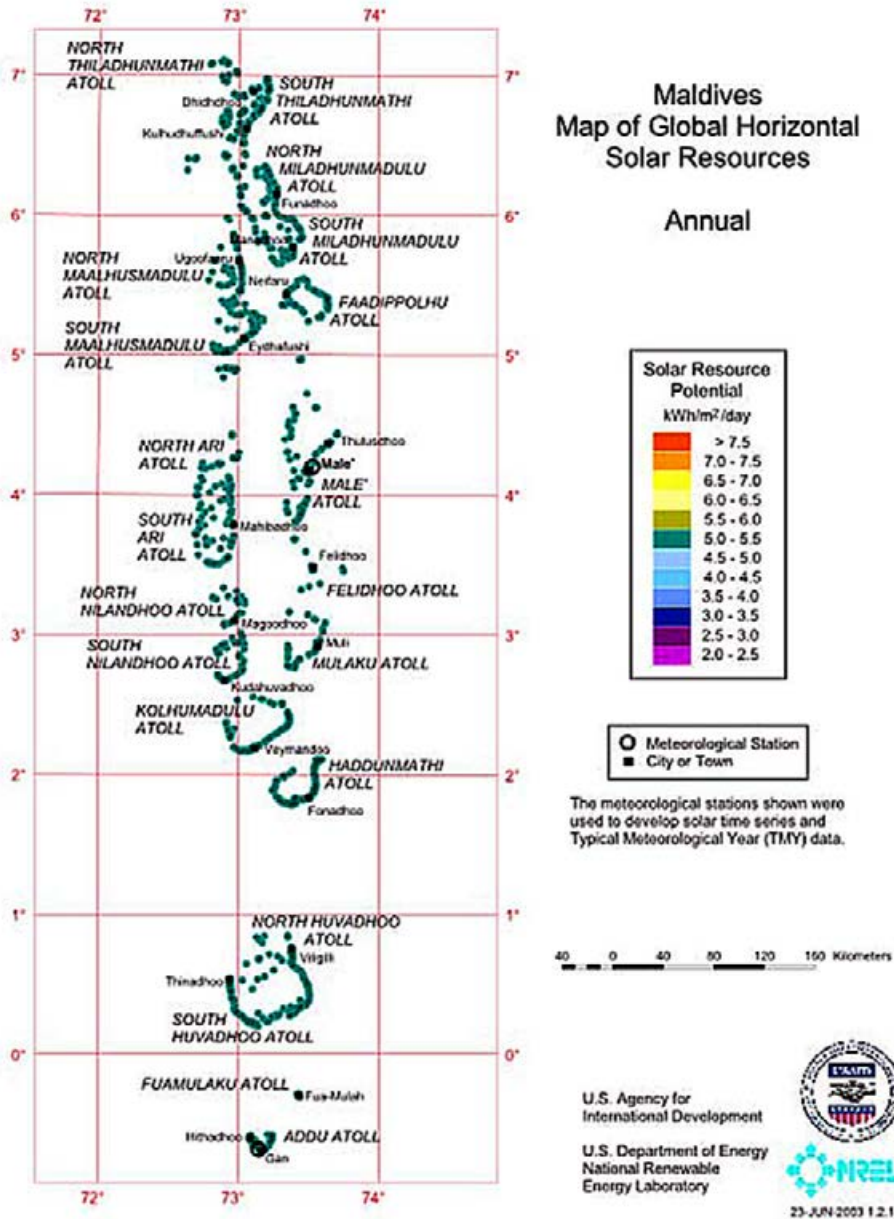 72°
73°
74°
NORTH
THILADHUNMATHI
ATOLL
7°
7°
SOUTH
THILADHUNMATHI
ATOLL
Dhidhdhoo
Kulhudhuffushi
NORTH
MILADHUNMADULU
ATOLL
Funadhoo
6°
6°
SOUTH
MILADHUNMADULU
ATOLL
Ugoofaaru
NORTH
MAALHUSMADULU
ATOLL
Neifaru
FAADIPPOLHU
ATOLL
SOUTH
MAALHUSMADULU
ATOLL
Eydhafushi
5°
5°
Thulusdhoo
NORTH ARI
ATOLL
Male'
MALE'
ATOLL
4°
4°
SOUTH
ARI
ATOLL
Mahibadhoo
Felidhoo
FELIDHOO ATOLL
NORTH
NILANDHOO ATOLL
Magoodhoo
3°
3°
SOUTH
NILANDHOO ATOLL
Muli
MULAKU ATOLL
Kudahuvadhoo
KOLHUMADULU
ATOLL
Veymandoo
HADDUNMATHI
ATOLL
2°
2°
Fonadhoo
1°
1°
NORTH HUVADHOO
ATOLL
Viligili
Thinadhoo
SOUTH
HUVADHOO ATOLL
0°
0°
FUAMULAKU ATOLL
Fua-Mulah
Hithadhoo
ADDU ATOLL
Gan
72°
73°
74°
Maldives
Map of Global Horizontal
Solar Resources
Annual
Solar Resource
Potential
kWh/m²/day
> 7.5
7.0 - 7.5
6.5 - 7.0
6.0 - 6.5
5.5 - 6.0
5.0 - 5.5
4.5 - 5.0
4.0 - 4.5
3.5 - 4.0
3.0 - 3.5
2.5 - 3.0
2.0 - 2.5
Meteorological Station
City or Town
The meteorological stations shown were
used to develop solar time series and
Typical Meteorological Year (TMY) data.
40 0 40 80 120 160 Kilometers
U.S. Agency for
International Development
USAID
U.S. Department of Energy
National Renewable
Energy Laboratory
NREL
23-JUN-2003 1.2.1